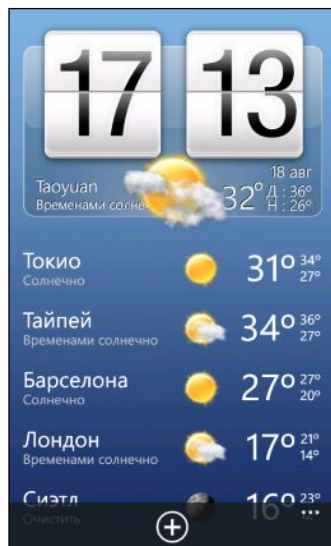 17 13
18 авг
Taoyuan 32° Д : 36°
Временами солне Н : 26°
Токио 31° 34°
Солнечно 27°
Тайпей 34° 36°
Временами солнечно 27°
Барселона 27° 27°
Солнечно 20°
Лондон 17° 21°
Временами солнечно 14°
Сиэтл 16° 23°
Очистить